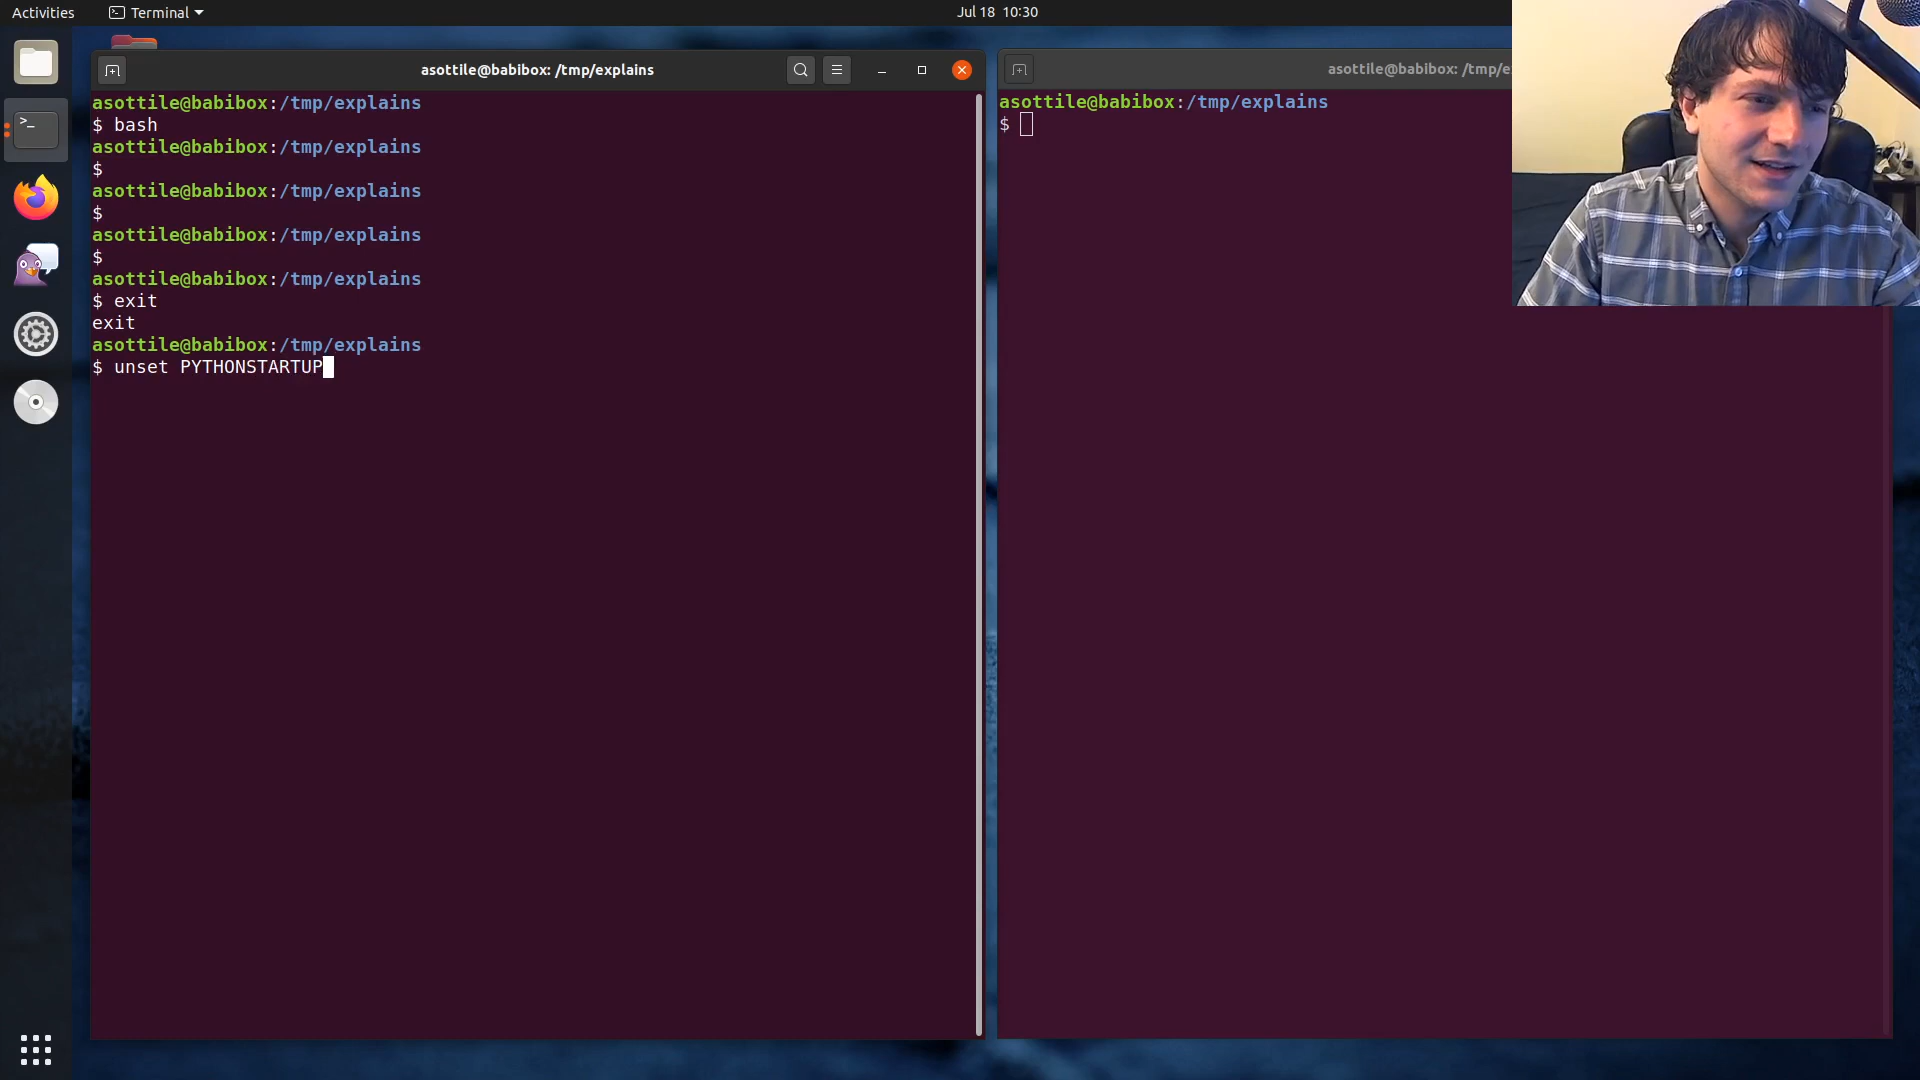 Activities
Terminal
Jul 18 10:30
asottile@babibox: /tmp/explains
asottile@babibox:/tmp/explains
$ bash
asottile@babibox:/tmp/explains
$
asottile@babibox:/tmp/explains
$
asottile@babibox:/tmp/explains
$
asottile@babibox:/tmp/explains
$ exit
exit
asottile@babibox:/tmp/explains
$ unset PYTHONSTARTUP
asottile@babibox: /tmp/e
asottile@babibox:/tmp/explains
$